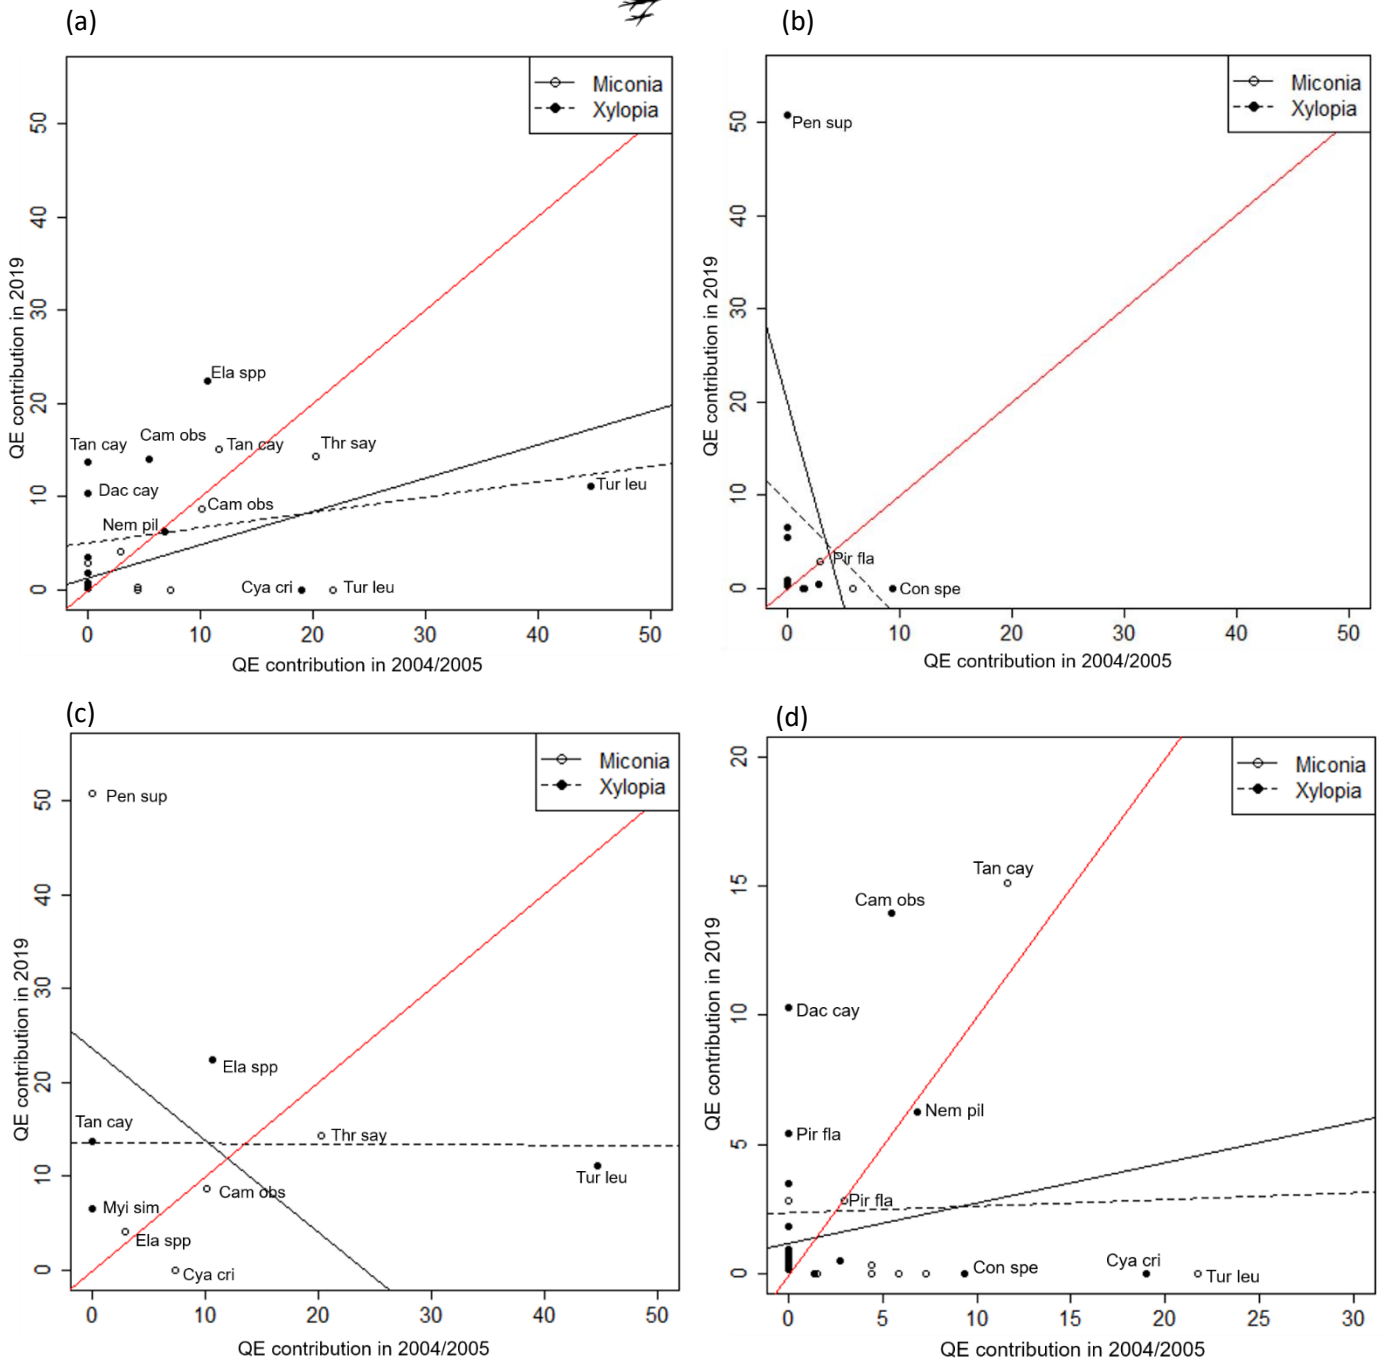 (a)
Miconia
Xylopia
50
40
30
20
10
0
QE contribution in 2019
Ela spp
Tan cay
Cam obs
Tan cay
Thr say
Dac cay
Cam obs
Tur leu
Nem pil
Cya cri
Tur leu
0 10 20 30 40 50
QE contribution in 2004/2005
(b)
Miconia
Xylopia
50
40
30
20
10
0
QE contribution in 2019
Pen sup
Pir fla
Con spe
0 10 20 30 40 50
QE contribution in 2004/2005
(c)
Miconia
Xylopia
50
40
30
20
10
0
QE contribution in 2019
Pen sup
Ela spp
Tan cay
Thr say
Tur leu
Cam obs
Myi sim
Ela spp
Cya cri
0 10 20 30 40 50
QE contribution in 2004/2005
(d)
Miconia
Xylopia
20
15
10
5
0
QE contribution in 2019
Tan cay
Cam obs
Dac cay
Nem pil
Pir fla
Pir fla
Con spe
Cya cri
Tur leu
0 5 10 15 20 25 30
QE contribution in 2004/2005